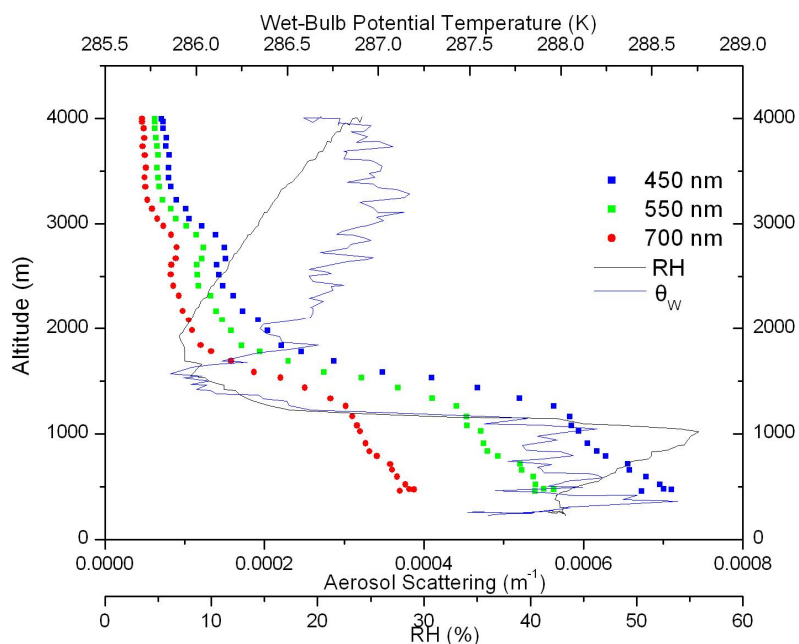 Wet-Bulb Potential Temperature (K)
285.5 286.0 286.6 287.0 287.5 288.0 288.5 289.0
4000 4000
450 nm
550 nm
3000 3000
700 nm
RH
θW
Altitude (m)
2000 2000
1000 1000
0 0
0.0000 0.0002 0.0004 0.0006 0.0008
Aerosol Scattering (m-1)
0 10 20 30 40 50 60
RH (%)